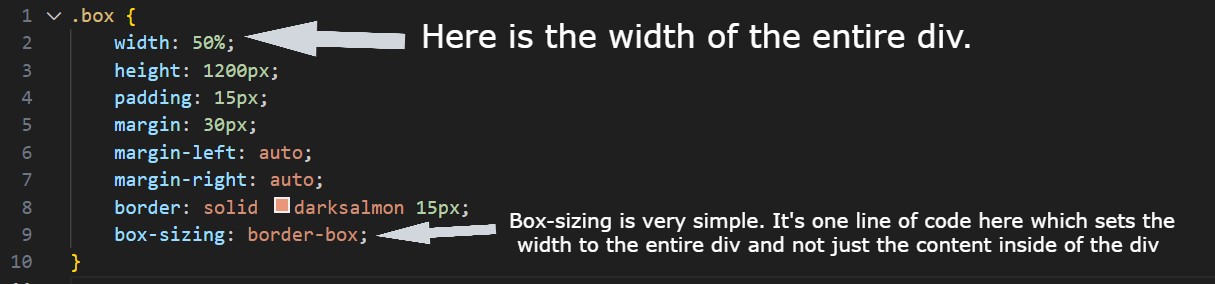 1 .box {
2 width: 50%;
Here is the width of the entire div.
3 height: 1200px;
4 padding: 15px;
5 margin: 30px;
6 margin-left: auto;
7 margin-right: auto;
8 border: solid darksalmon 15px;
Box-sizing is very simple. It's one line of code here which sets the
9 box-sizing: border-box;
width to the entire div and not just the content inside of the div
10 }